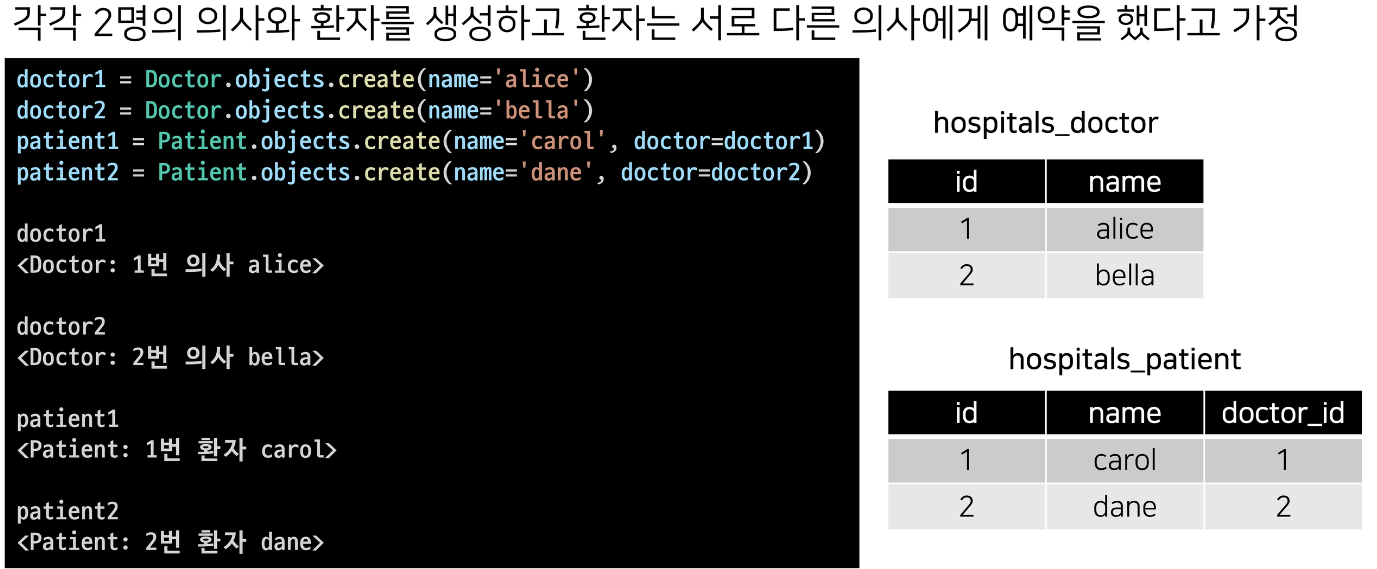 각각 2명의 의사와 환자를 생성하고 환자는 서로 다른 의사에게 예약을 했다고 가정
doctor1 = Doctor.objects.create(name='alice')
doctor2 = Doctor.objects.create(name='bella')
patient1 = Patient.objects.create(name='carol', doctor=doctor1)
patient2 = Patient.objects.create(name='dane', doctor=doctor2)
doctor1
<Doctor: 1번 의사 alice>
doctor2
<Doctor: 2번 의사 bella>
patient1
<Patient: 1번 환자 carol>
patient2
<Patient: 2번 환자 dane>
hospitals_doctor
id name
1 alice
2 bella
hospitals_patient
id name doctor_id
1 carol 1
2 dane 2